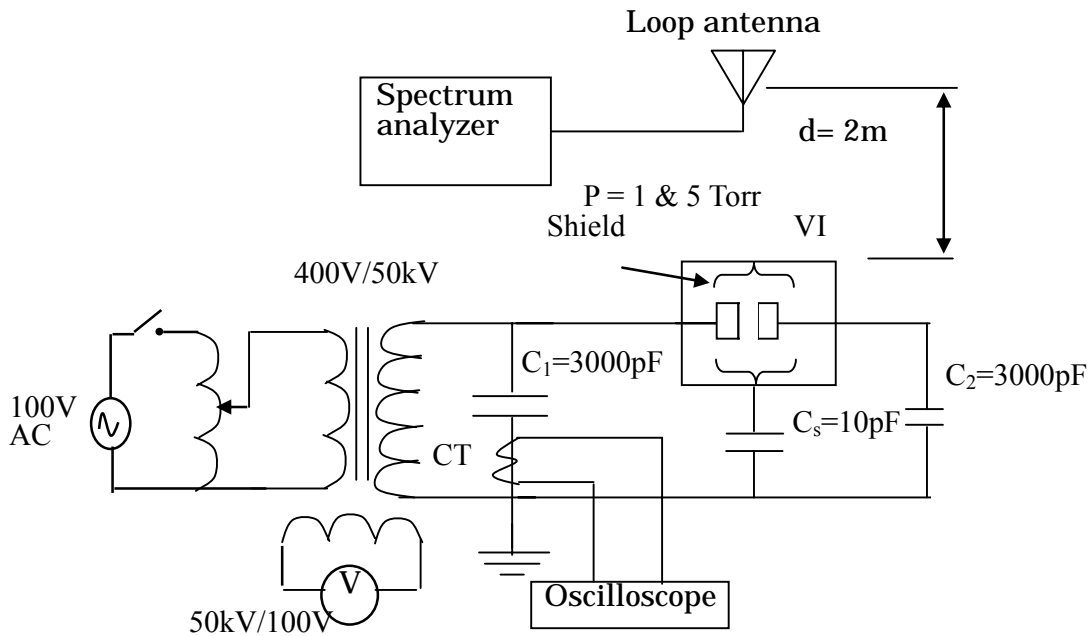 Loop antenna
Spectrum
analyzer
d= 2m
P = 1 & 5 Torr
Shield
VI
400V/50kV
C₁=3000pF
C₂=3000pF
100V
AC
CT
Cₛ=10pF
V
50kV/100V
Oscilloscope